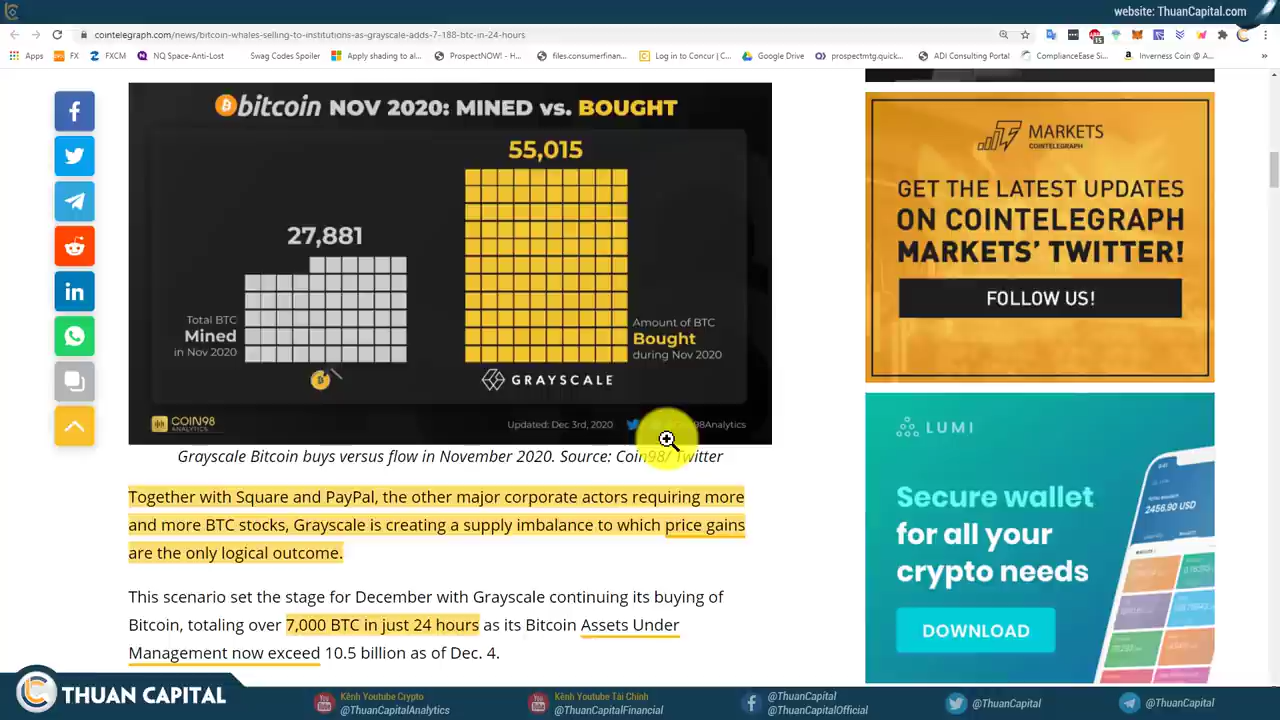 website: ThuanCapital.com
cointelegraph.com/news/bitcoin-whales-selling-to-institutions-as-grayscale-adds-7-188-btc-in-24-hours
Apps
FX
FXCM
NQ Space-Anti-Lost
Swag Codes Spoiler
Apply shading to al...
ProspectNOW! - H...
files.consumerfinan...
Log in to Concur | C...
Google Drive
prospectmtg.quick...
ADI Consulting Portal
ComplianceEase Si...
Inverness Coin @ A...
bitcoin NOV 2020: MINED vs. BOUGHT
55,015
27,881
Total BTC
Mined
in Nov 2020
Amount of BTC
Bought
during Nov 2020
GRAYSCALE
COIN98
ANALYTICS
Updated: Dec 3rd, 2020
98Analytics
Grayscale Bitcoin buys versus flow in November 2020. Source: Coin98/ Twitter
Together with Square and PayPal, the other major corporate actors requiring more
and more BTC stocks, Grayscale is creating a supply imbalance to which price gains
are the only logical outcome.
This scenario set the stage for December with Grayscale continuing its buying of
Bitcoin, totaling over 7,000 BTC in just 24 hours as its Bitcoin Assets Under
Management now exceed 10.5 billion as of Dec. 4.
MARKETS
COINTELEGRAPH
GET THE LATEST UPDATES
ON COINTELEGRAPH
MARKETS' TWITTER!
FOLLOW US!
LUMI
Secure wallet
for all your
crypto needs
DOWNLOAD
2456.90 USD
THUAN CAPITAL
Kênh Youtube Crypto
@ThuanCapitalAnalytics
Kênh Youtube Tài Chính
@ThuanCapitalFinancial
@ThuanCapital
@ThuanCapitalOfficial
@ThuanCapital
@ThuanCapital